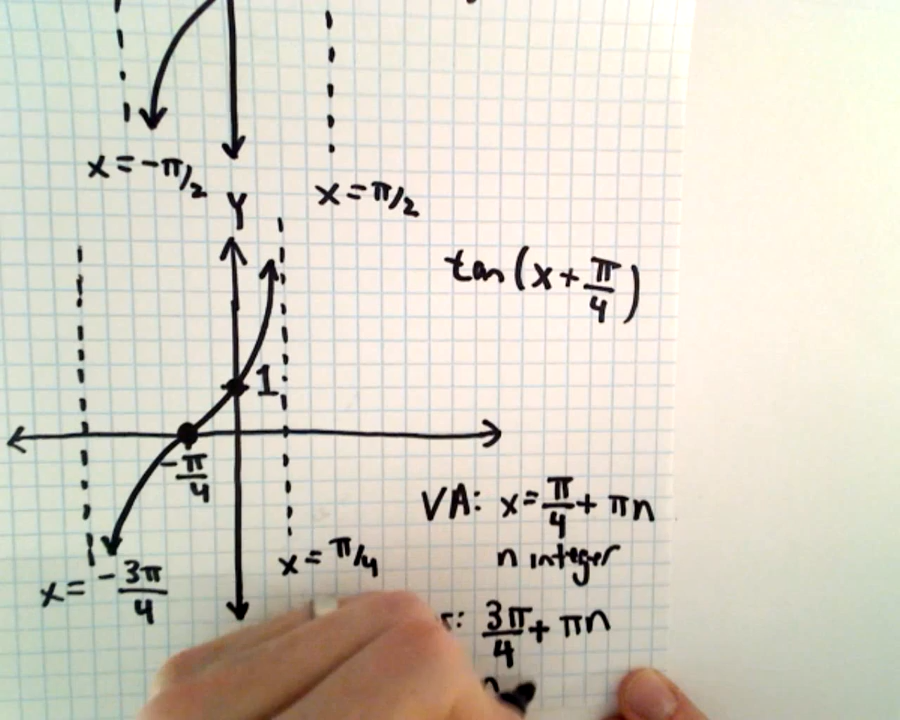 x = -π/2
x = π/2
Y
tan(x + π/4)
1
-π/4
VA: x = π/4 + πn
n integer
x = π/4
x = -3π/4
: 3π/4 + πn